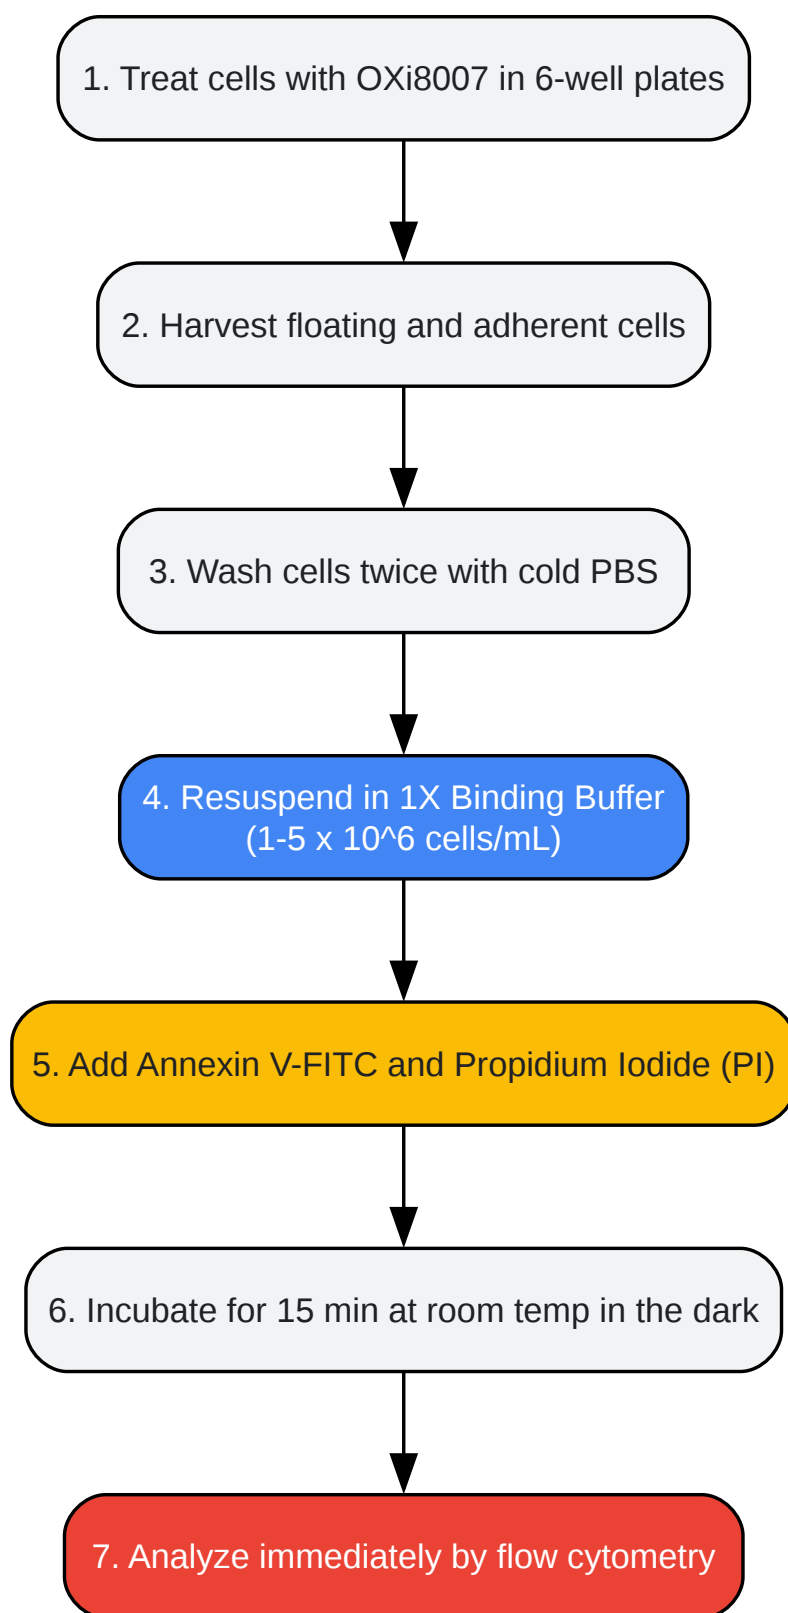 1. Treat cells with OXi8007 in 6-well plates
2. Harvest floating and adherent cells
3. Wash cells twice with cold PBS
4. Resuspend in 1X Binding Buffer
(1-5 x 10^6 cells/mL)
5. Add Annexin V-FITC and Propidium Iodide (PI)
6. Incubate for 15 min at room temp in the dark
7. Analyze immediately by flow cytometry